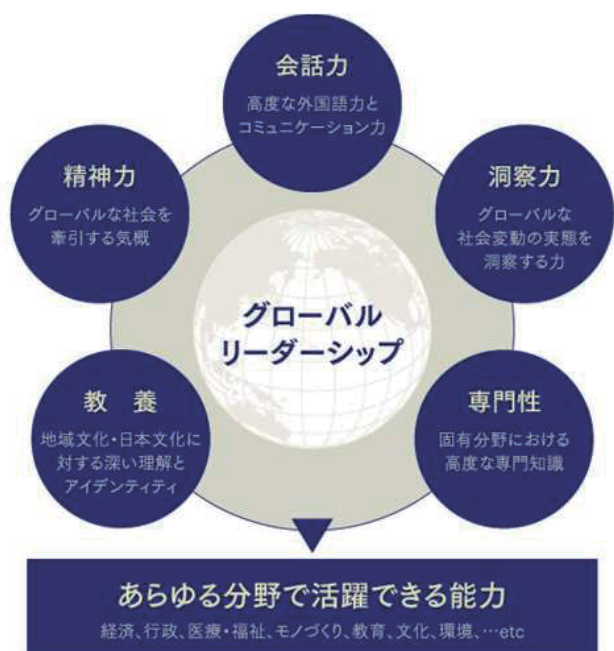 会話力
高度な外国語力と
コミュニケーション力
精神力
グローバルな社会を
牽引する気概
洞察力
グローバルな
社会変動の実態を
洞察する力
グローバル
リーダーシップ
教　養
地域文化・日本文化に
対する深い理解と
アイデンティティ
専門性
固有分野における
高度な専門知識
あらゆる分野で活躍できる能力
経済、行政、医療・福祉、モノづくり、教育、文化、環境、…etc